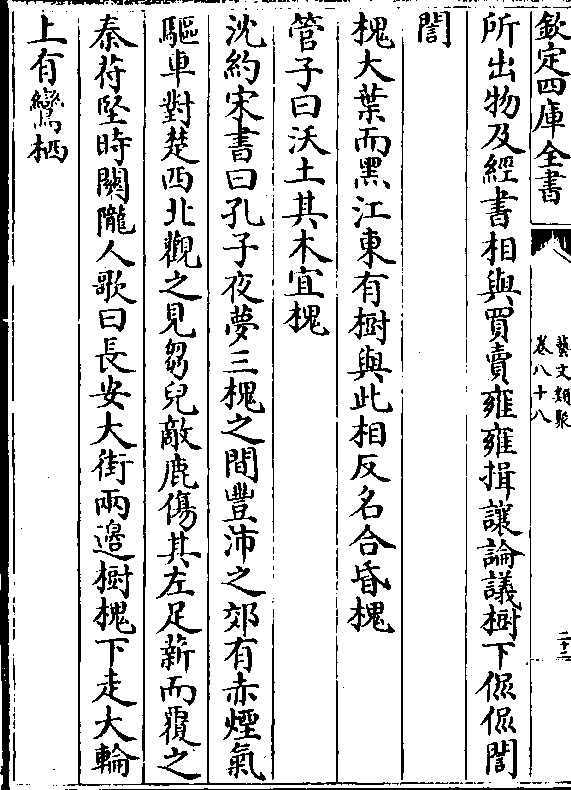 欽定四庫全書
藝文類聚
卷八十八
二十二
所出物及經書相與買賣雍雍揖讓論議樹下侃侃誾
誾
槐大葉而黑江東有樹與此相反名合昏槐
管子曰沃土其木宜槐
沈約宋書曰孔子夜夢三槐之間豐沛之郊有赤煙氣
驅車對楚西北觀之見芻兒敵鹿傷其左足薪而覆之
秦苻堅時關隴人歌曰長安大街兩邊樹槐下走大輪
上有鸞栖